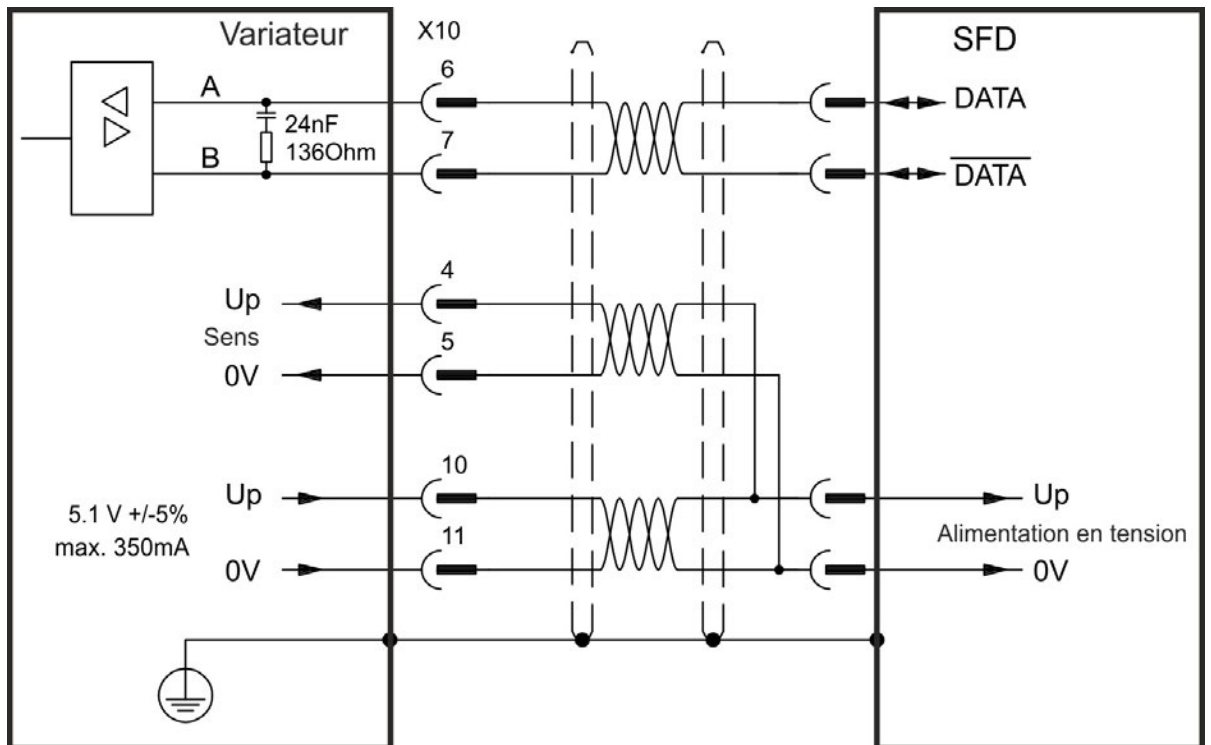 Variateur
X10
SFD
A
6
DATA
24nF
136Ohm
B
7
DATA
Up
4
Sens
0V
5
5.1 V +/-5%
max. 350mA
Up
10
Up
Alimentation en tension
0V
11
0V